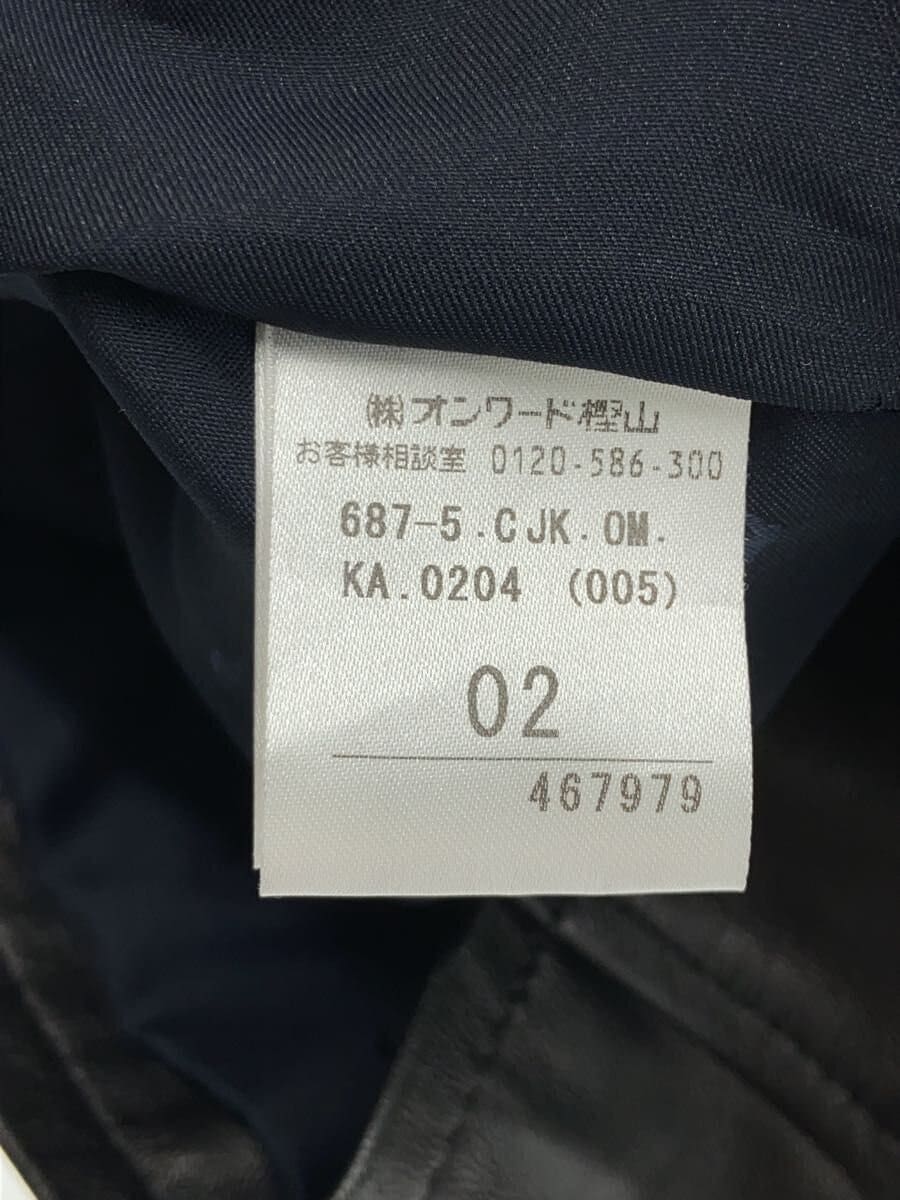 ㈱オンワード樫山
お客様相談室 0120-586-300
687-5.CJK.OM.
KA.0204 (005)
02
467979